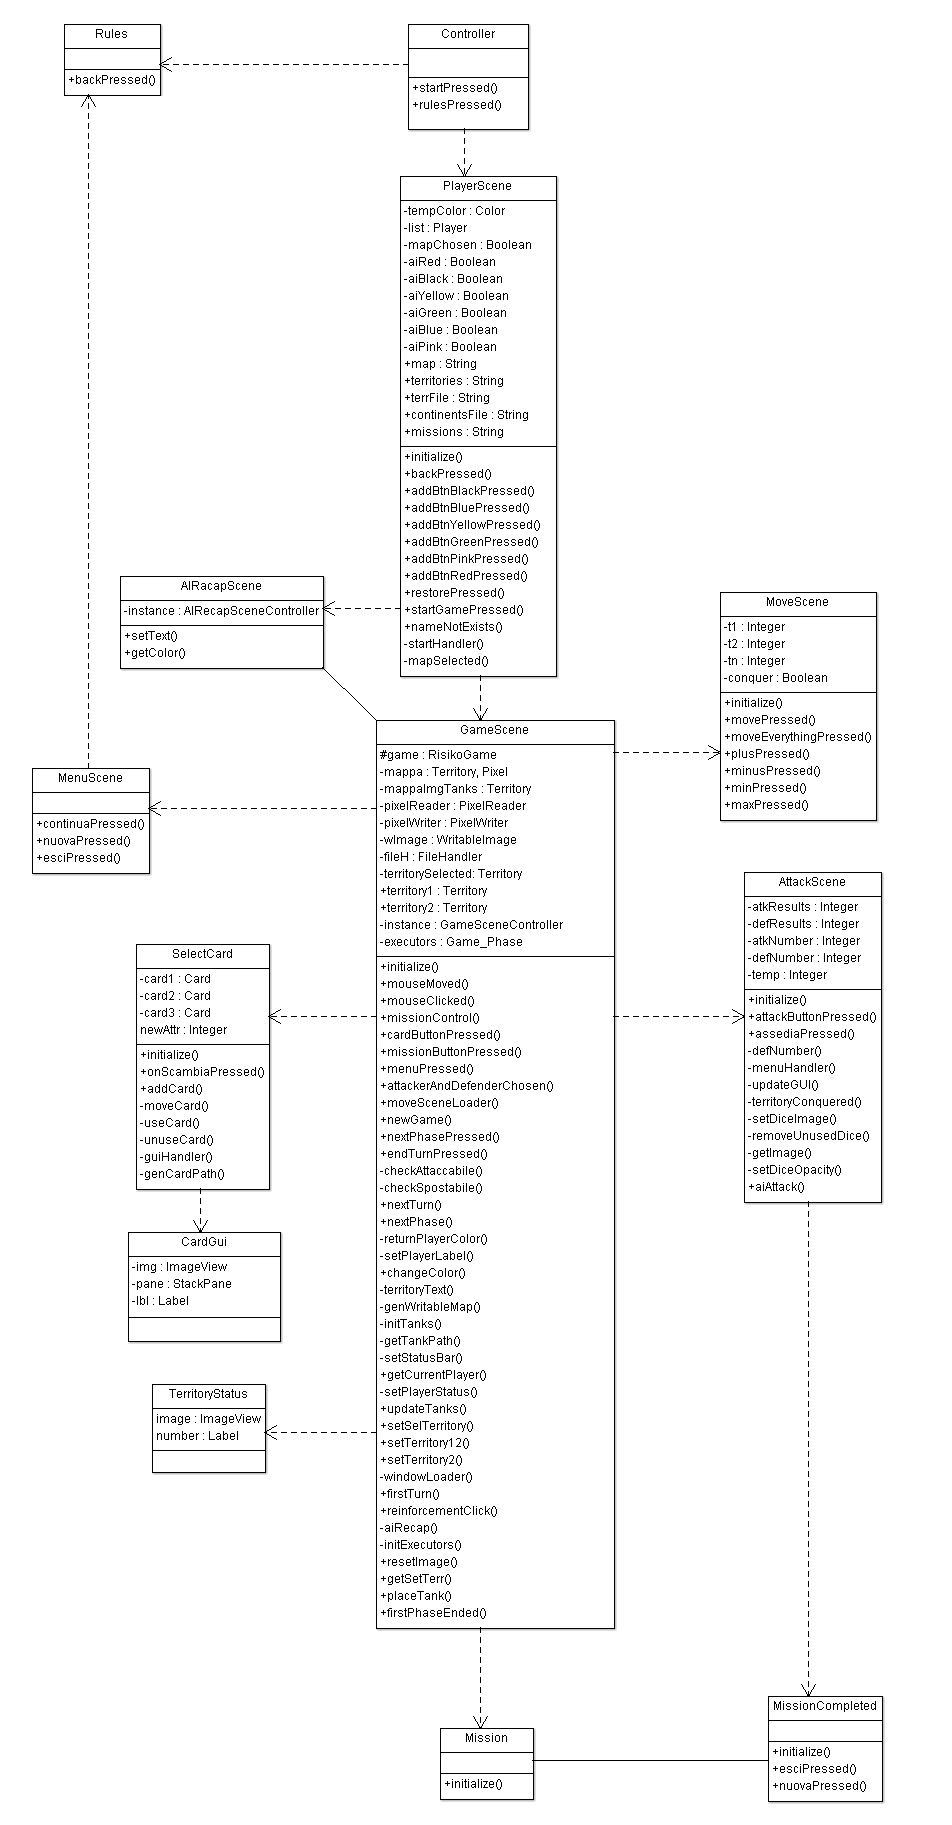 Rules
+backPressed()
Controller
+startPressed()
+rulesPressed()
PlayerScene
-tempColor : Color
-list : Player
-mapChosen : Boolean
-aiRed : Boolean
-aiBlack : Boolean
-aiYellow : Boolean
-aiGreen : Boolean
-aiBlue : Boolean
-aiPink : Boolean
+map : String
+territories : String
+terrFile : String
+continentsFile : String
+missions : String
+initialize()
+backPressed()
+addBtnBlackPressed()
+addBtnBluePressed()
+addBtnYellowPressed()
+addBtnGreenPressed()
+addBtnPinkPressed()
+addBtnRedPressed()
+restorePressed()
+startGamePressed()
+nameNotExists()
-startHandler()
-mapSelected()
AIRacapScene
-instance : AIRecapSceneController
+setText()
+getColor()
MoveScene
-t1 : Integer
-t2 : Integer
-tn : Integer
-conquer : Boolean
+initialize()
+movePressed()
+moveEverythingPressed()
+plusPressed()
+minusPressed()
+minPressed()
+maxPressed()
GameScene
#game : RisikoGame
-mappa : Territory, Pixel
-mappaImgTanks : Territory
-pixelReader : PixelReader
-pixelWriter : PixelWriter
-wImage : WritableImage
-fileH : FileHandler
-territorySelected: Territory
+territory1 : Territory
+territory2 : Territory
-instance : GameSceneController
-executors : Game_Phase
+initialize()
+mouseMoved()
+mouseClicked()
+missionControl()
+cardButtonPressed()
+missionButtonPressed()
+menuPressed()
+attackerAndDefenderChosen()
+moveSceneLoader()
+newGame()
+nextPhasePressed()
+endTurnPressed()
-checkAttaccabile()
-checkSpostabile()
+nextTurn()
+nextPhase()
-returnPlayerColor()
-setPlayerLabel()
+changeColor()
-territoryText()
-genWritableMap()
-initTanks()
-getTankPath()
-setStatusBar()
+getCurrentPlayer()
-setPlayerStatus()
+updateTanks()
+setSelTerritory()
+setTerritory12()
+setTerritory2()
-windowLoader()
+firstTurn()
+reinforcementClick()
-aiRecap()
-initExecutors()
+resetImage()
+getSetTerr()
+placeTank()
+firstPhaseEnded()
MenuScene
+continuaPressed()
+nuovaPressed()
+esciPressed()
AttackScene
-atkResults : Integer
-defResults : Integer
-atkNumber : Integer
-defNumber : Integer
-temp : Integer
+initialize()
+attackButtonPressed()
+assediaPressed()
-defNumber()
-menuHandler()
-updateGUI()
-territoryConquered()
-setDiceImage()
-removeUnusedDice()
-getImage()
-setDiceOpacity()
+aiAttack()
SelectCard
-card1 : Card
-card2 : Card
-card3 : Card
newAttr : Integer
+initialize()
+onScambiaPressed()
+addCard()
-moveCard()
-useCard()
-unuseCard()
-guiHandler()
-genCardPath()
CardGui
-img : ImageView
-pane : StackPane
-lbl : Label
TerritoryStatus
image : ImageView
number : Label
Mission
+initialize()
MissionCompleted
+initialize()
+esciPressed()
+nuovaPressed()